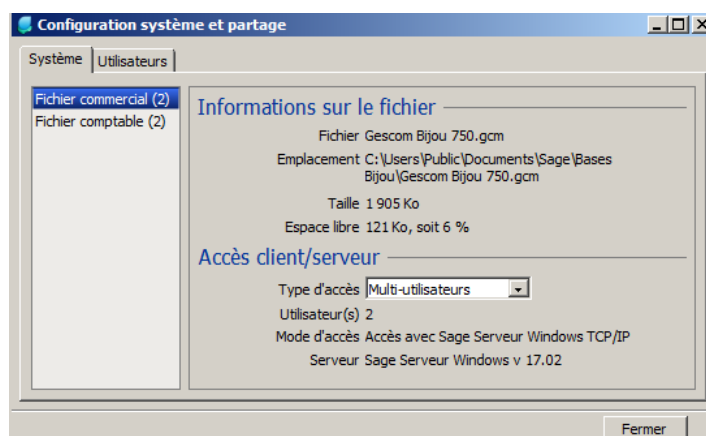 Configuration système et partage
Système
Utilisateurs
Fichier commercial (2)
Fichier comptable (2)
Informations sur le fichier
Fichier Gescom Bijou 750.gcm
Emplacement C:\Users\Public\Documents\Sage\Bases
Bijou\Gescom Bijou 750.gcm
Taille 1 905 Ko
Espace libre 121 Ko, soit 6 %
Accès client/serveur
Type d'accès Multi-utilisateurs
Utilisateur(s) 2
Mode d'accès Accès avec Sage Serveur Windows TCP/IP
Serveur Sage Serveur Windows v 17.02
Fermer